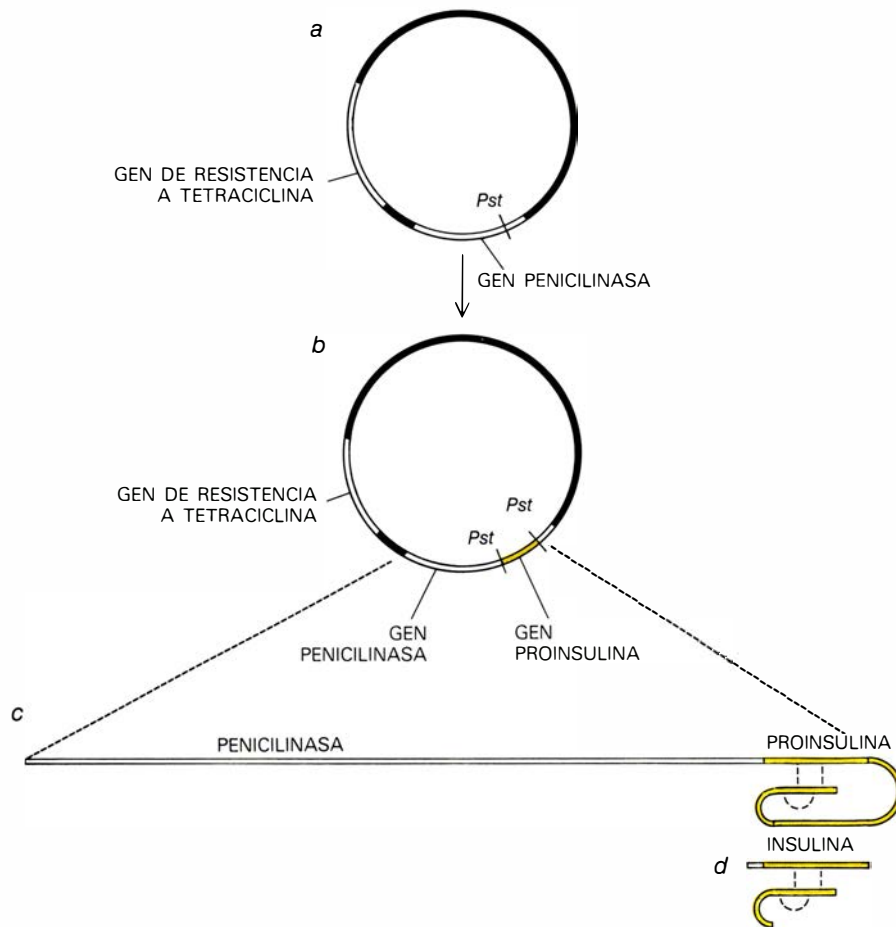 a
GEN DE RESISTENCIA
A TETRACICLINA
Pst
GEN PENICILINASA
b
GEN DE RESISTENCIA
A TETRACICLINA
Pst
Pst
GEN
PENICILINASA
GEN
PROINSULINA
c
PENICILINASA
PROINSULINA
INSULINA
d